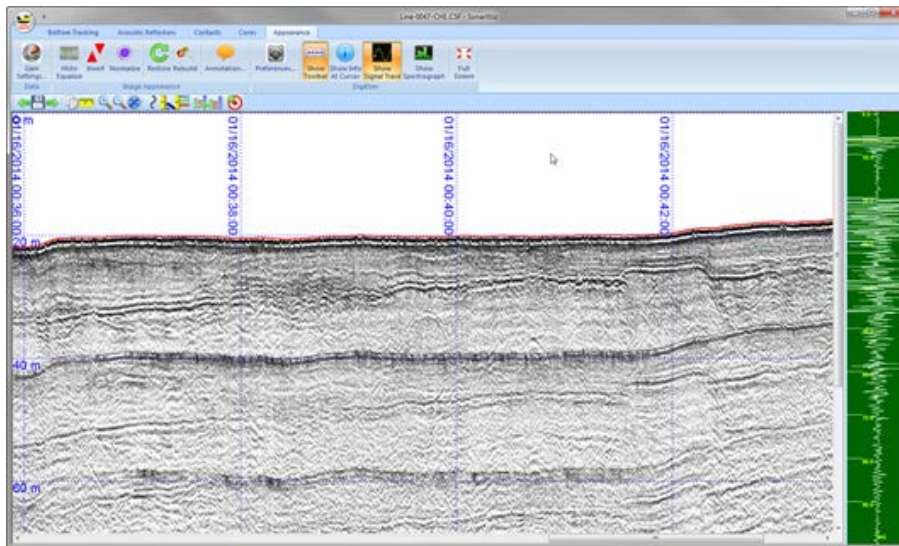 Line-0047-CH1.CSF - SonarWiz
Bottom Tracking Acoustic Reflectors Contacts Cores Appearance
Gain Settings... Invert Normalize Restore Rebuild Annotation... Preferences... Show Toolbar Show Info At Cursor Show Signal Trace Show Spectrograph Full Screen
Data Image Appearance Digitizer
0 m
01/16/2014 00:36:00
01/16/2014 00:38:00
01/16/2014 00:40:00
01/16/2014 00:42:00
20 m
40 m
60 m